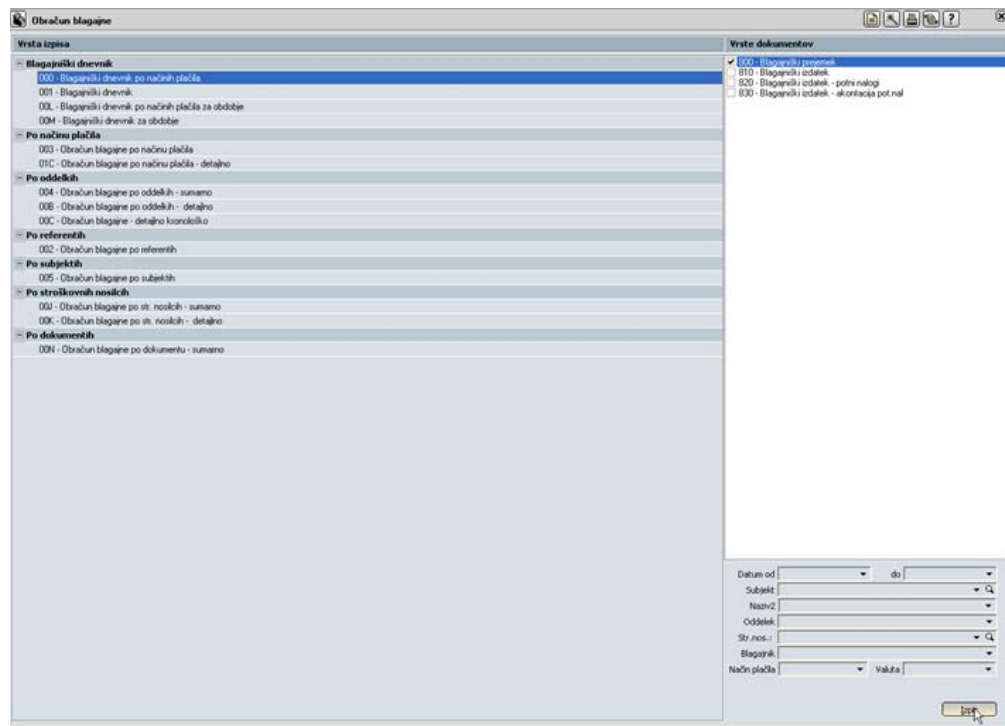 Obračun blagajne
Vrsta izpisa
Blagajniški dnevnik
000 - Blagajniški dnevnik po načinih plačila
001 - Blagajniški dnevnik
00L - Blagajniški dnevnik po načinih plačila za obdobje
00M - Blagajniški dnevnik za obdobje
Po načinu plačila
003 - Obračun blagajne po načinu plačila
01C - Obračun blagajne po načinu plačila - detajlno
Po oddelkih
004 - Obračun blagajne po oddelkih - sumarno
00B - Obračun blagajne po oddelkih - detajlno
00C - Obračun blagajne - detajlno kronološko
Po referentih
002 - Obračun blagajne po referentih
Po subjektih
005 - Obračun blagajne po subjektih
Po stroškovnih nosilcih
00J - Obračun blagajne po str. nosilcih - sumarno
00K - Obračun blagajne po str. nosilcih - detajlno
Po dokumentih
00N - Obračun blagajne po dokumentu - sumarno
Vrste dokumentov
800 - Blagajniški prejemek
810 - Blagajniški izdatek
820 - Blagajniški izdatek - potni nalogi
830 - Blagajniški izdatek - akontacija pot.nal
Datum od do
Subjekt
Naziv2
Oddelek
Str.nos.:
Blagajnik
Način plačila Valuta